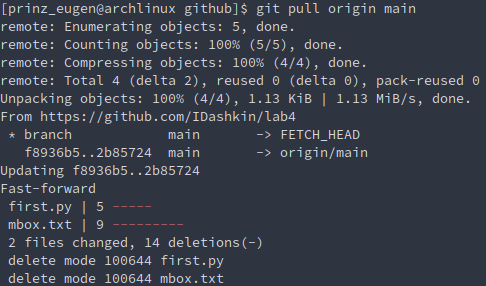 [prinz_eugen@archlinux github]$ git pull origin main
remote: Enumerating objects: 5, done.
remote: Counting objects: 100% (5/5), done.
remote: Compressing objects: 100% (4/4), done.
remote: Total 4 (delta 2), reused 0 (delta 0), pack-reused 0
Unpacking objects: 100% (4/4), 1.13 KiB | 1.13 MiB/s, done.
From https://github.com/IDashkin/lab4
 * branch            main       -> FETCH_HEAD
   f8936b5..2b85724  main       -> origin/main
Updating f8936b5..2b85724
Fast-forward
 first.py | 5 -----
 mbox.txt | 9 ---------
 2 files changed, 14 deletions(-)
 delete mode 100644 first.py
 delete mode 100644 mbox.txt